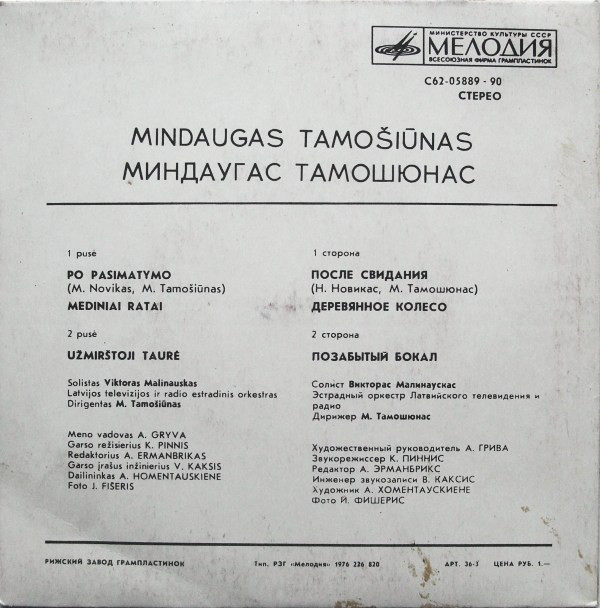 МИНИСТЕРСТВО КУЛЬТУРЫ СССР
МЕЛОДИЯ
ВСЕСОЮЗНАЯ ФИРМА ГРАМПЛАСТИНОК
С62-05889-90
СТЕРЕО
MINDAUGAS TAMOŠIŪNAS
МИНДАУГАС ТАМОШЮНАС
1 pusė
PO PASIMATYMO
(M. Novikas, M. Tamošiūnas)
MEDINIAI RATAI
2 pusė
UŽMIRŠTOJI TAURĖ
Solistas Viktoras Malinauskas
Latvijos televizijos ir radio estradinis orkestras
Dirigentas M. Tamošiūnas
Meno vadovas A. GRYVA
Garso režisierius K. PINNIS
Redaktorius A. ERMANBRIKAS
Garso įrašus inžinierius V. KAKSIS
Dailininkas A. HOMENTAUSKIENE
Foto J. FIŠERIS
1 сторона
ПОСЛЕ СВИДАНИЯ
(Н. Новикас, М. Тамошюнас)
ДЕРЕВЯННОЕ КОЛЕСО
2 сторона
ПОЗАБЫТЫЙ БОКАЛ
Солист Викторас Малинаускас
Эстрадный оркестр Латвийского телевидения и
радио
Дирижер М. Тамошюнас
Художественный руководитель А. ГРИВА
Звукорежиссер К. ПИННИС
Редактор А. ЭРМАНБРИКС
Инженер звукозаписи В. КАКСИС
Художник А. ХОМЕНТАУСКИЕНЕ
Фото Й. ФИШЕРИС
РИЖСКИЙ ЗАВОД ГРАМПЛАСТИНОК Тип. РЗГ «Мелодия» 1976 226 820 АРТ. 36-3 ЦЕНА РУБ. 1.—